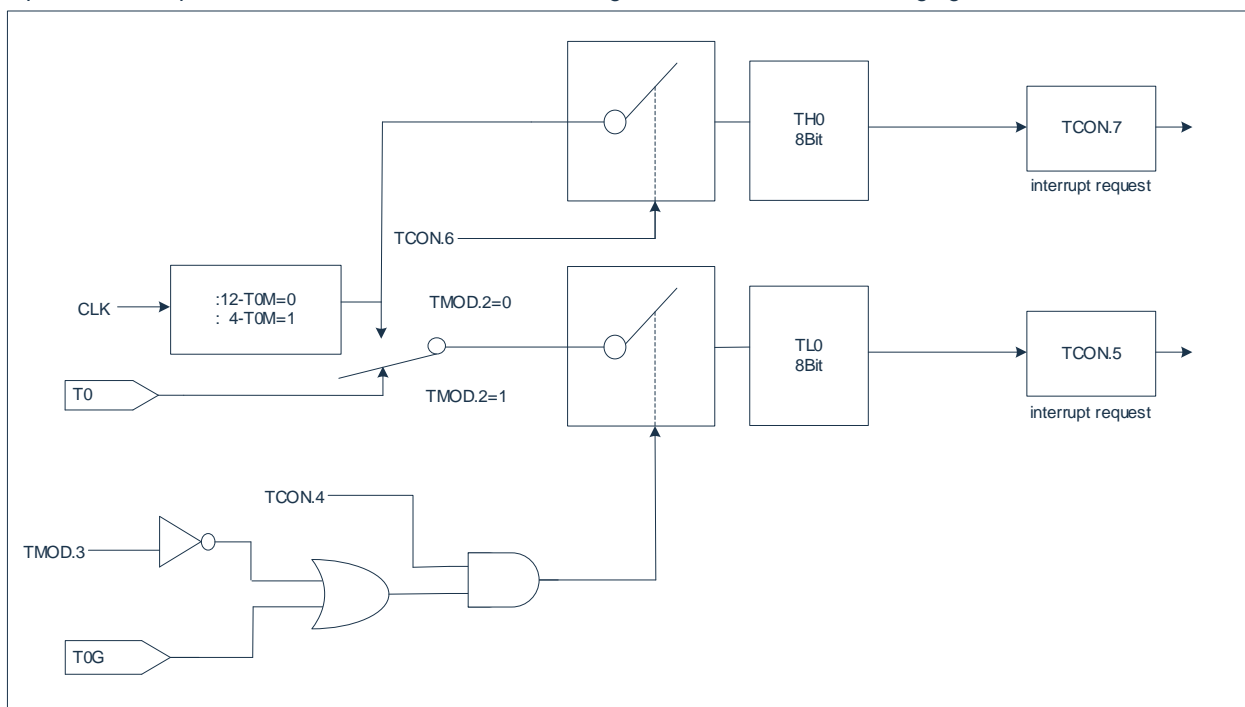 TH0
8Bit
TCON.7
interrupt request
TCON.6
CLK
:12-T0M=0
: 4-T0M=1
TMOD.2=0
TL0
8Bit
TCON.5
T0
TMOD.2=1
interrupt request
TCON.4
TMOD.3
T0G